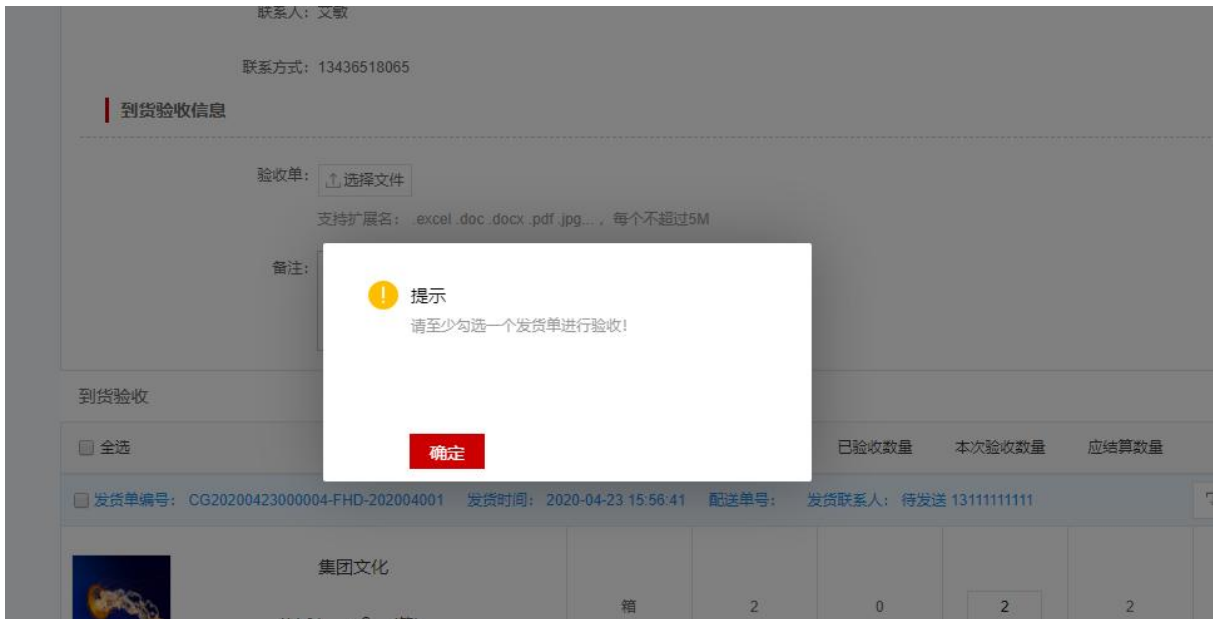 联系人： 艾敏
联系方式： 13436518065
到货验收信息
验收单：
选择文件
支持扩展名： .excel .doc .docx .pdf .jpg...，每个不超过5M
备注：
提示
请至少勾选一个发货单进行验收！
确定
到货验收
全选 已验收数量 本次验收数量 应结算数量
发货单编号： CG20200423000004-FHD-202004001 发货时间： 2020-04-23 15:56:41 配送单号： 发货联系人： 待发送 13111111111
集团文化
箱 2 0 2 2